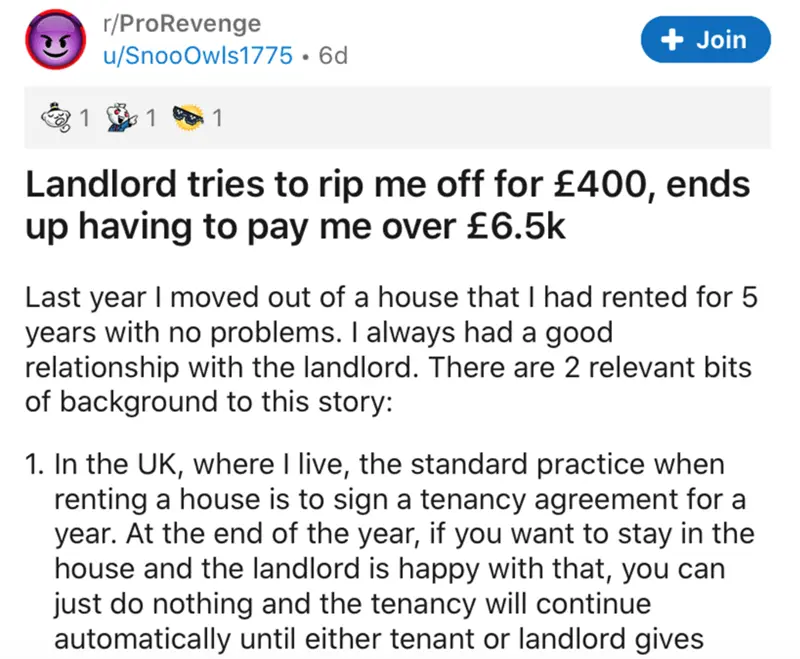 r/ProRevenge
u/SnooOwls1775 • 6d
+ Join
1 1 1
Landlord tries to rip me off for £400, ends
up having to pay me over £6.5k
Last year I moved out of a house that I had rented for 5
years with no problems. I always had a good
relationship with the landlord. There are 2 relevant bits
of background to this story:
1. In the UK, where I live, the standard practice when
renting a house is to sign a tenancy agreement for a
year. At the end of the year, if you want to stay in the
house and the landlord is happy with that, you can
just do nothing and the tenancy will continue
automatically until either tenant or landlord gives